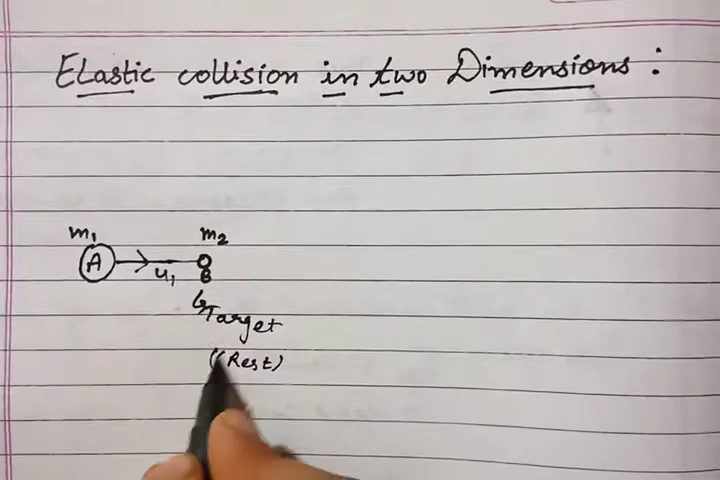 Elastic collision in two Dimensions :
m₁ m₂
A u₁ B
Target
(Rest)